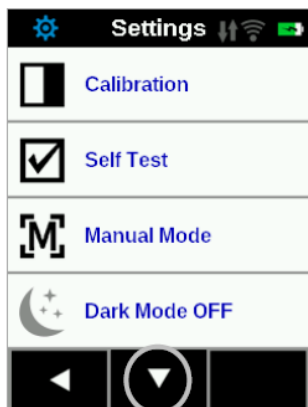 Settings
Calibration
Self Test
M Manual Mode
Dark Mode OFF